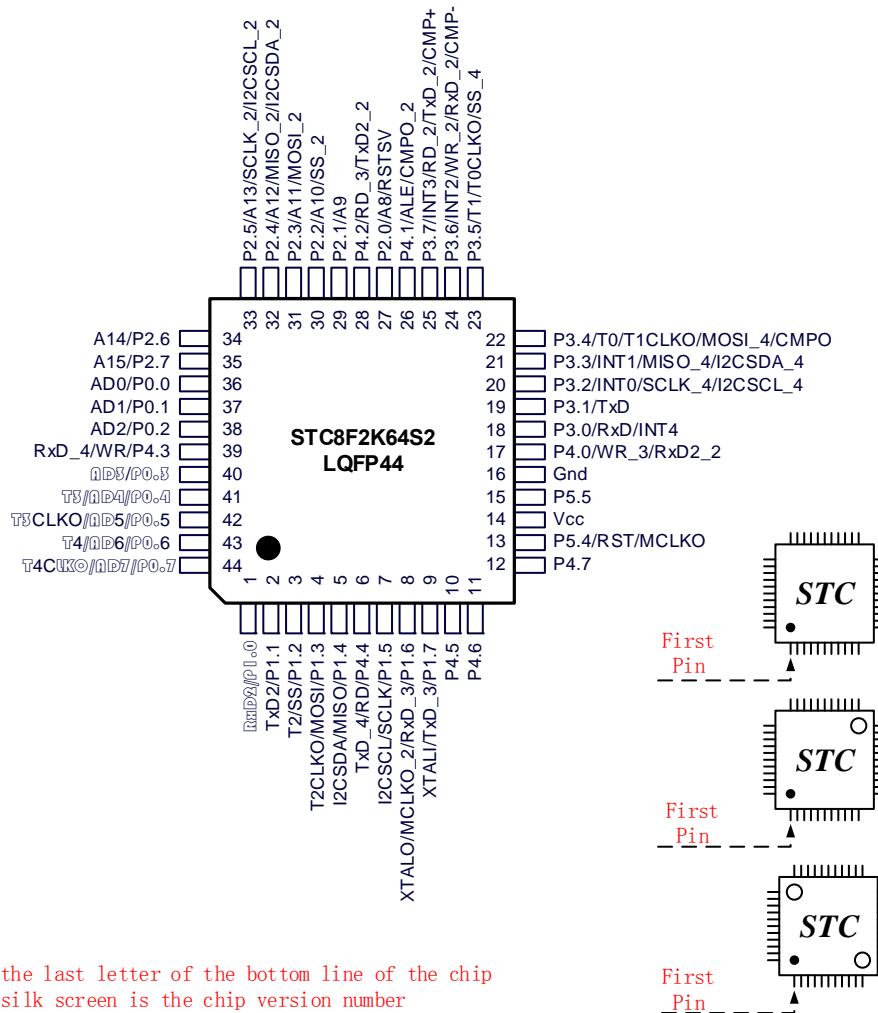 P2.5/A13/SCLK_2/I2CSCL_2
P2.4/A12/MISO_2/I2CSDA_2
P2.3/A11/MOSI_2
P2.2/A10/SS_2
P2.1/A9
P4.2/RD_3/TxD2_2
P2.0/A8/RSTSV
P4.1/ALE/CMPO_2
P3.7/INT3/RD_2/TxD_2/CMP+
P3.6/INT2/WR_2/RxD_2/CMP-
P3.5/T1/T0CLKO/SS_4
33 32 31 30 29 28 27 26 25 24 23
A14/P2.6 34
A15/P2.7 35
AD0/P0.0 36
AD1/P0.1 37
AD2/P0.2 38
RxD_4/WR/P4.3 39
AD3/P0.3 40
T3/AD4/P0.4 41
T3CLKO/AD5/P0.5 42
T4/AD6/P0.6 43
T4CLKO/AD7/P0.7 44
STC8F2K64S2
LQFP44
22 P3.4/T0/T1CLKO/MOSI_4/CMPO
21 P3.3/INT1/MISO_4/I2CSDA_4
20 P3.2/INT0/SCLK_4/I2CSCL_4
19 P3.1/TxD
18 P3.0/RxD/INT4
17 P4.0/WR_3/RxD2_2
16 Gnd
15 P5.5
14 Vcc
13 P5.4/RST/MCLKO
12 P4.7
1 2 3 4 5 6 7 8 9 10 11
RxD2/P1.0
TxD2/P1.1
T2/SS/P1.2
T2CLKO/MOSI/P1.3
I2CSDA/MISO/P1.4
TxD_4/RD/P4.4
I2CSCL/SCLK/P1.5
XTALO/MCLKO_2/RxD_3/P1.6
XTALI/TxD_3/P1.7
P4.5
P4.6
STC
First
Pin
STC
First
Pin
STC
First
Pin
the last letter of the bottom line of the chip
silk screen is the chip version number